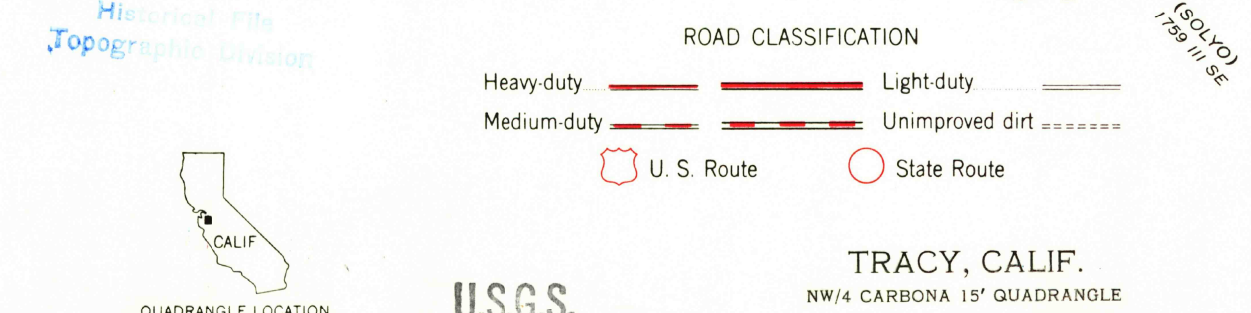 Historical File
Topographic Division
ROAD CLASSIFICATION
Heavy-duty
Light-duty
Medium-duty
Unimproved dirt
U. S. Route
State Route
(SOLYO)
1759 III SE
CALIF
QUADRANGLE LOCATION
U.S.G.S.
TRACY, CALIF.
NW/4 CARBONA 15′ QUADRANGLE